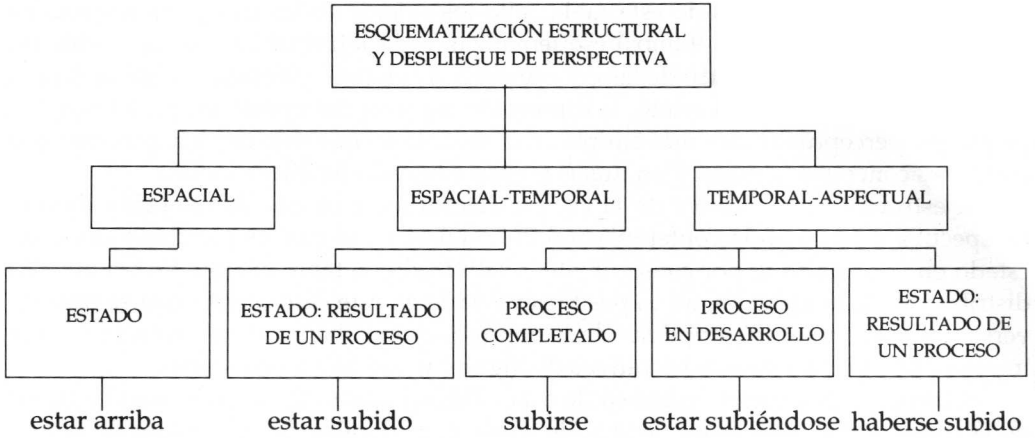 ESQUEMATIZACIÓN ESTRUCTURAL
Y DESPLIEGUE DE PERSPECTIVA
ESPACIAL
ESPACIAL-TEMPORAL
TEMPORAL-ASPECTUAL
ESTADO
ESTADO: RESULTADO
DE UN PROCESO
PROCESO
COMPLETADO
PROCESO
EN DESARROLLO
ESTADO:
RESULTADO DE
UN PROCESO
estar arriba
estar subido
subirse
estar subiéndose
haberse subido